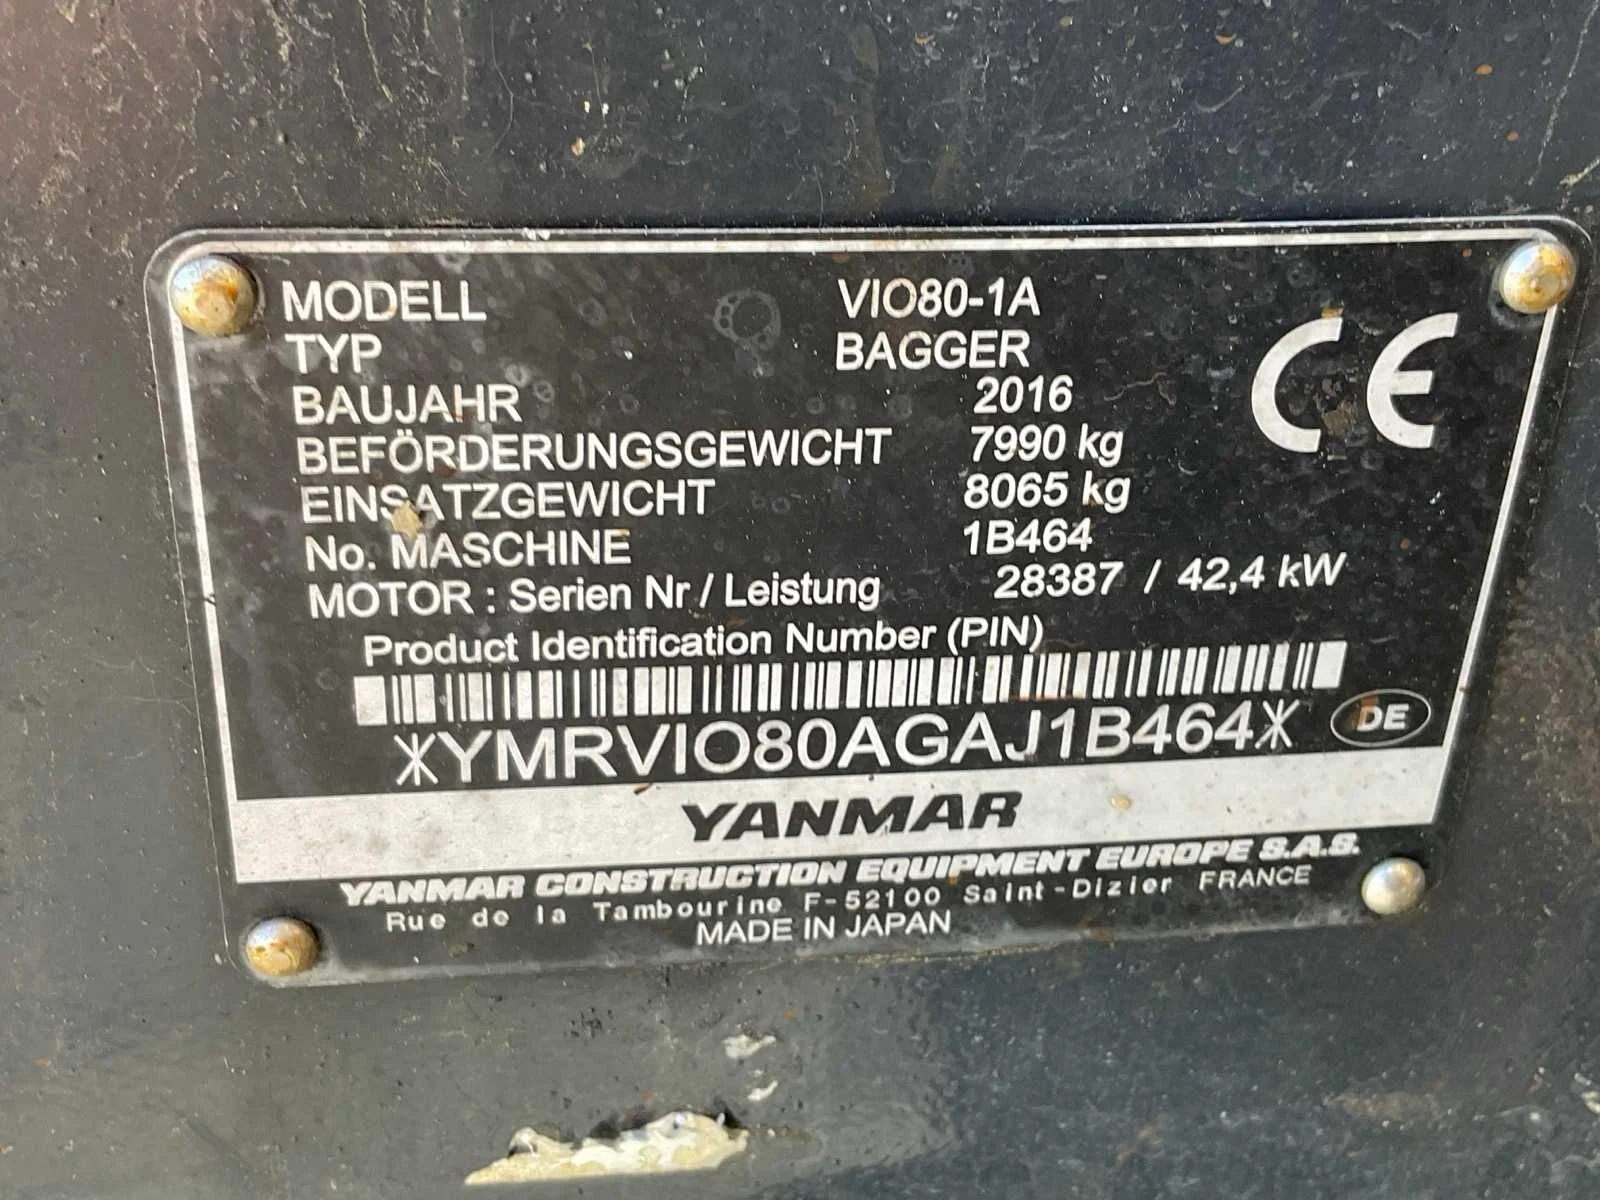 MODELL VIO80-1A
TYP BAGGER
BAUJAHR 2016
BEFÖRDERUNGSGEWICHT 7990 kg
EINSATZGEWICHT 8065 kg
No. MASCHINE 1B464
MOTOR : Serien Nr / Leistung 28387 / 42,4 kW
CE
Product Identification Number (PIN)
*YMRVIO80AGAJ1B464*
DE
YANMAR
YANMAR CONSTRUCTION EQUIPMENT EUROPE S.A.S.
Rue de la Tambourine F-52100 Saint-Dizier FRANCE
MADE IN JAPAN